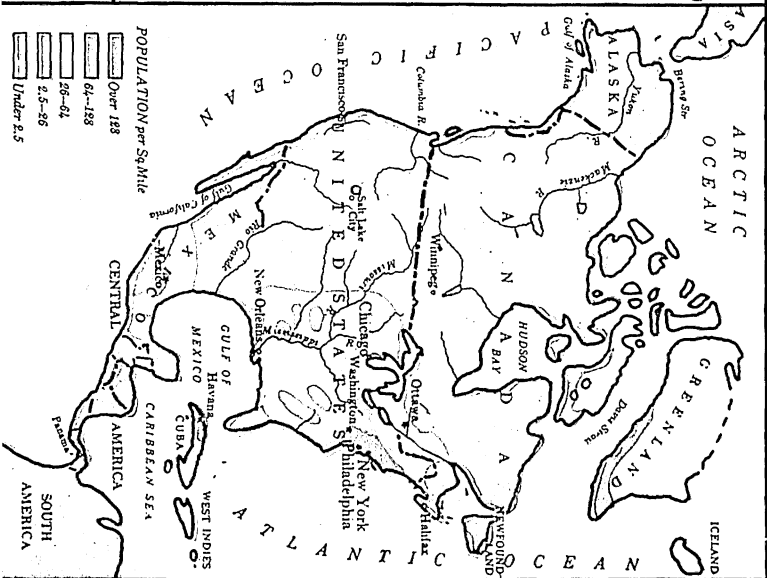 ASIA
ARCTIC
OCEAN
Bering Str
ALASKA
Yukon
R
Gulf of Alaska
Mackenzie
R
GREENLAND
ICELAND
Davis Strait
PACIFIC OCEAN
Columbia R.
CANADA
HUDSON
BAY
NEWFOUND-
LAND
Winnipeg
Ottawa
Halifax
San Francisco
UNITED STATES
Salt Lake
City
Missouri
R
Chicago
Washington
New York
Philadelphia
Mississippi
R
New Orleans
Rio Grande
Gulf of California
MEXICO
Mexico
GULF OF
MEXICO
Havana
CUBA
WEST INDIES
CARIBBEAN SEA
CENTRAL
AMERICA
Panama
SOUTH
AMERICA
ATLANTIC OCEAN
POPULATION per Sq. Mile
Over 128
64-128
26-64
2.5-26
Under 2.5